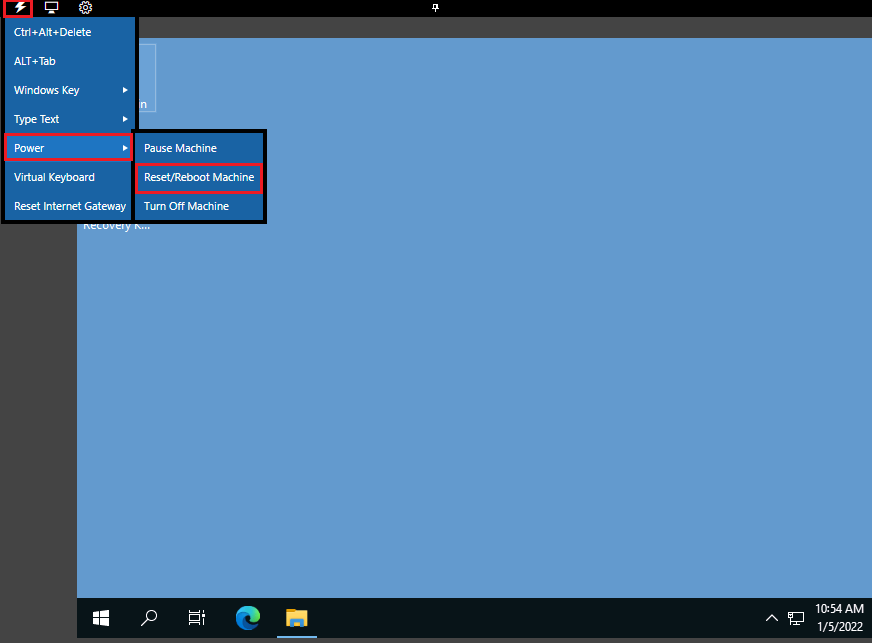 Ctrl+Alt+Delete
ALT+Tab
Windows Key
in
Type Text
Power
Pause Machine
Virtual Keyboard
Reset/Reboot Machine
Reset Internet Gateway
Turn Off Machine
Recovery K...
10:54 AM
1/5/2022